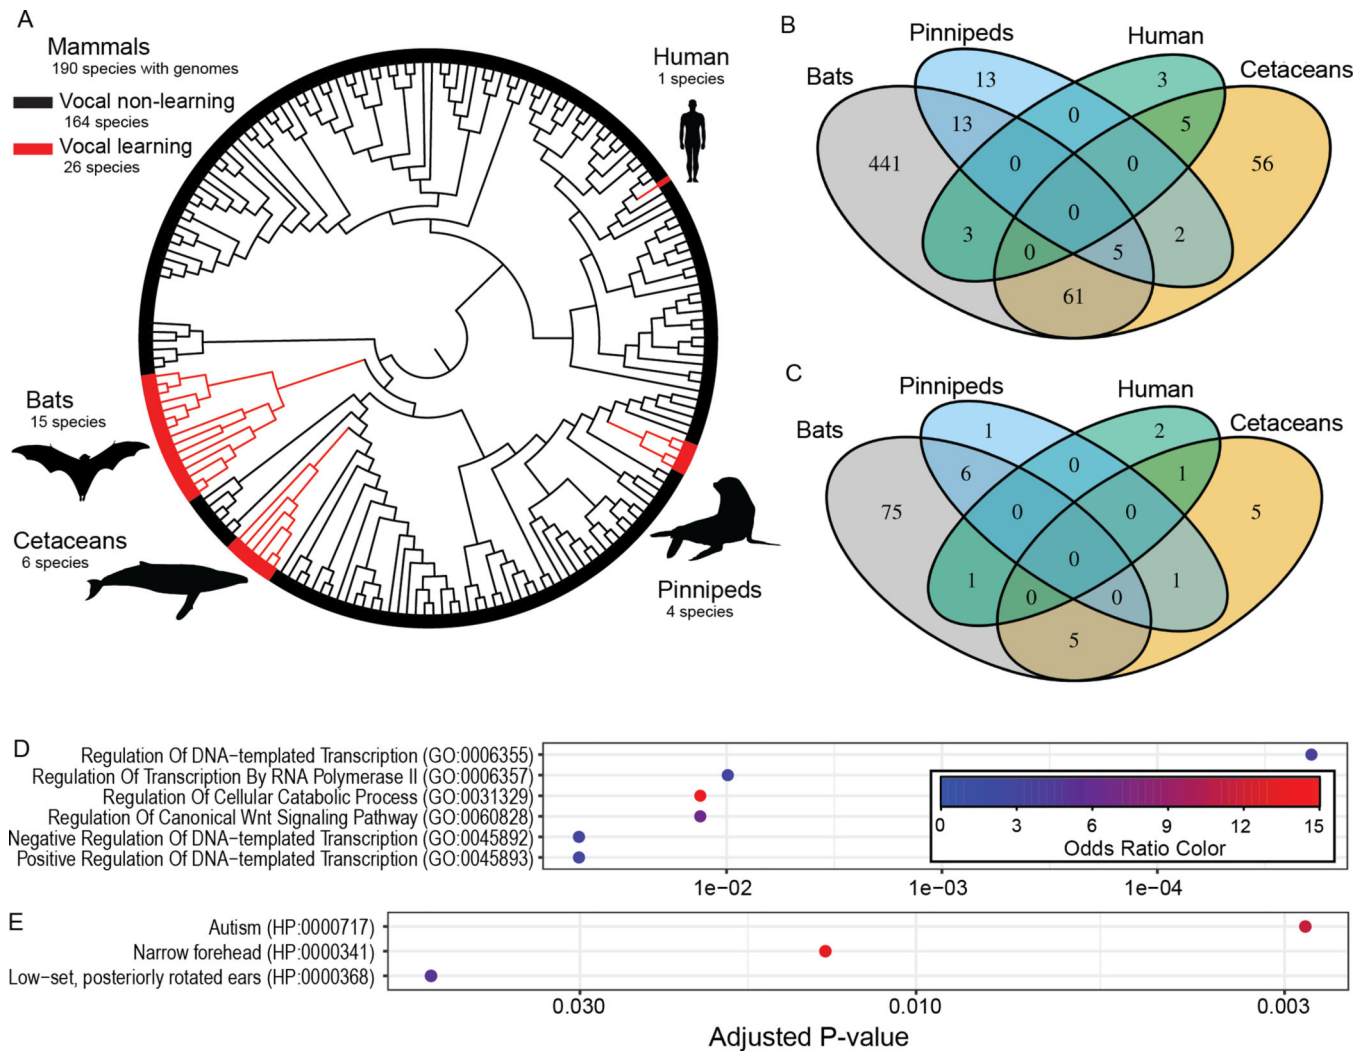 A
Mammals
190 species with genomes
Vocal non-learning
164 species
Vocal learning
26 species
Human
1 species
Bats
15 species
Cetaceans
6 species
Pinnipeds
4 species
B
Pinnipeds
Human
Bats
Cetaceans
13
3
13
0
5
441
0
0
56
0
3
0
5
2
61
C
Pinnipeds
Human
Bats
Cetaceans
1
2
6
0
1
75
0
0
5
0
1
0
0
1
5
D
Regulation Of DNA−templated Transcription (GO:0006355)
Regulation Of Transcription By RNA Polymerase II (GO:0006357)
Regulation Of Cellular Catabolic Process (GO:0031329)
Regulation Of Canonical Wnt Signaling Pathway (GO:0060828)
Negative Regulation Of DNA−templated Transcription (GO:0045892)
Positive Regulation Of DNA−templated Transcription (GO:0045893)
0 3 6 9 12 15
Odds Ratio Color
1e−02 1e−03 1e−04
E
Autism (HP:0000717)
Narrow forehead (HP:0000341)
Low−set, posteriorly rotated ears (HP:0000368)
0.030 0.010 0.003
Adjusted P-value